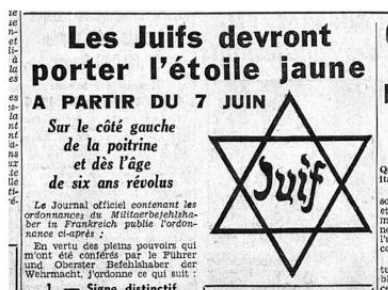 Les Juifs devront
porter l'étoile jaune
A PARTIR DU 7 JUIN
Sur le côté gauche
de la poitrine
et dès l'âge
de six ans révolus
Juif
Le Journal officiel contenant les
ordonnances du Militaerbefehlsha-
ber in Frankreich publie l'ordon-
nance ci-après :
En vertu des pleins pouvoirs qui
m'ont été conférés par le Führer
und Oberster Befehlshaber der
Wehrmacht, j'ordonne ce qui suit :
1. — Signe distinctif